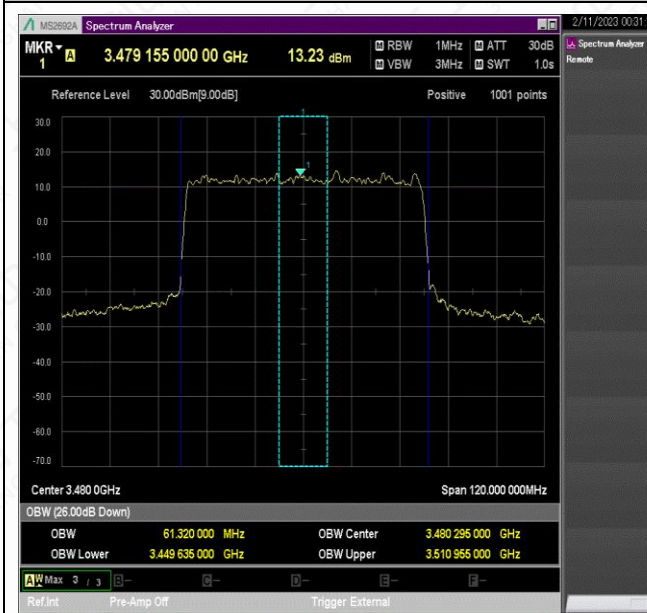 MS2692A Spectrum Analyzer
2/11/2023 00:31:
MKR 1 A 3.479 155 000 00 GHz 13.23 dBm
RBW 1MHz ATT 30dB
VBW 3MHz SWT 1.0s
Spectrum Analyzer
Remote
Reference Level 30.00dBm[9.00dB] Positive 1001 points
1
30.0
20.0
1
10.0
0.0
-10.0
-20.0
-30.0
-40.0
-50.0
-60.0
-70.0
Center 3.480 0GHz Span 120.000 000MHz
OBW (26.00dB Down)
OBW 61.320 000 MHz OBW Center 3.480 295 000 GHz
OBW Lower 3.449 635 000 GHz OBW Upper 3.510 955 000 GHz
A W Max 3 / 3 B- C- D- E- F-
Ref.Int Pre-Amp Off Trigger External